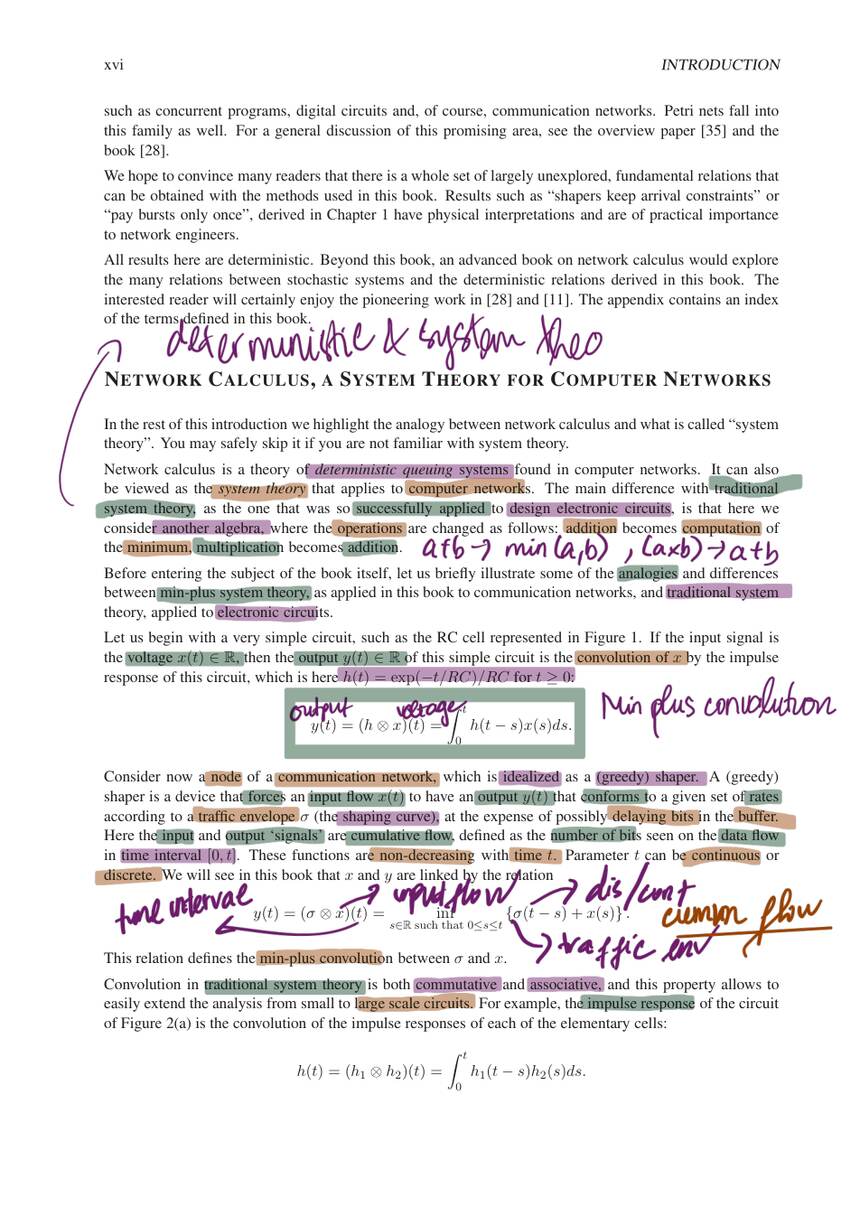 xvi INTRODUCTION
such as concurrent programs, digital circuits and, of course, communication networks. Petri nets fall into
this family as well. For a general discussion of this promising area, see the overview paper [35] and the
book [28].
We hope to convince many readers that there is a whole set of largely unexplored, fundamental relations that
can be obtained with the methods used in this book. Results such as “shapers keep arrival constraints” or
“pay bursts only once”, derived in Chapter 1 have physical interpretations and are of practical importance
to network engineers.
All results here are deterministic. Beyond this book, an advanced book on network calculus would explore
the many relations between stochastic systems and the deterministic relations derived in this book. The
interested reader will certainly enjoy the pioneering work in [28] and [11]. The appendix contains an index
of the terms defined in this book.
deterministic & system theo
NETWORK CALCULUS, A SYSTEM THEORY FOR COMPUTER NETWORKS
In the rest of this introduction we highlight the analogy between network calculus and what is called “system
theory”. You may safely skip it if you are not familiar with system theory.
Network calculus is a theory of deterministic queuing systems found in computer networks. It can also
be viewed as the system theory that applies to computer networks. The main difference with traditional
system theory, as the one that was so successfully applied to design electronic circuits, is that here we
consider another algebra, where the operations are changed as follows: addition becomes computation of
the minimum, multiplication becomes addition.
a+b → min(a,b) , (axb) → a+b
Before entering the subject of the book itself, let us briefly illustrate some of the analogies and differences
between min-plus system theory, as applied in this book to communication networks, and traditional system
theory, applied to electronic circuits.
Let us begin with a very simple circuit, such as the RC cell represented in Figure 1. If the input signal is
the voltage x(t) ∈ ℝ, then the output y(t) ∈ ℝ of this simple circuit is the convolution of x by the impulse
response of this circuit, which is here h(t) = exp(−t/RC)/RC for t ≥ 0:
output voltage
Min plus convolution
y(t) = (h ⊗ x)(t) = ∫₀ᵗ h(t − s)x(s)ds.
Consider now a node of a communication network, which is idealized as a (greedy) shaper. A (greedy)
shaper is a device that forces an input flow x(t) to have an output y(t) that conforms to a given set of rates
according to a traffic envelope σ (the shaping curve), at the expense of possibly delaying bits in the buffer.
Here the input and output ‘signals’ are cumulative flow, defined as the number of bits seen on the data flow
in time interval [0, t]. These functions are non-decreasing with time t. Parameter t can be continuous or
discrete. We will see in this book that x and y are linked by the relation
time interval → input flow → dis/cont
y(t) = (σ ⊗ x)(t) = inf s∈ℝ such that 0≤s≤t {σ(t − s) + x(s)} .
flow
→ traffic env
This relation defines the min-plus convolution between σ and x.
Convolution in traditional system theory is both commutative and associative, and this property allows to
easily extend the analysis from small to large scale circuits. For example, the impulse response of the circuit
of Figure 2(a) is the convolution of the impulse responses of each of the elementary cells:
h(t) = (h₁ ⊗ h₂)(t) = ∫₀ᵗ h₁(t − s)h₂(s)ds.